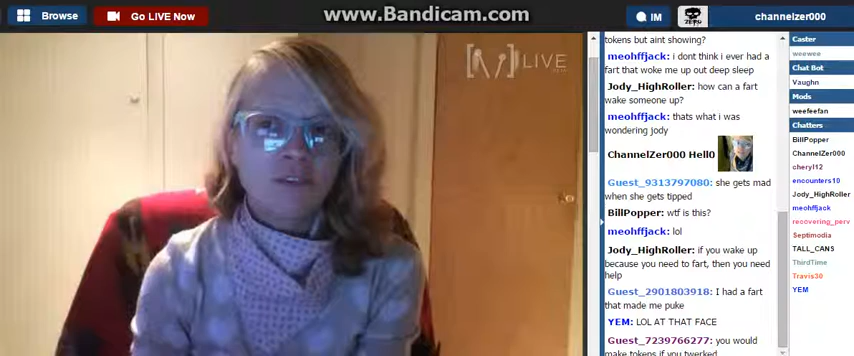 www.Bandicam.com
Browse
Go LIVE Now
IM
channelzer000
LIVE
tokens but aint showing?
meohffjack: i dont think i ever had a
fart that woke me up out deep sleep
Jody_HighRoller: how can a fart
wake someone up?
meohffjack: thats what i was
wondering jody
ChannelZer000 Hell0
Guest_9313797080: she gets mad
when she gets tipped
BillPopper: wtf is this?
meohffjack: lol
Jody_HighRoller: if you wake up
because you need to fart, then you need
help
Guest_2901803918: I had a fart
that made me puke
YEM: LOL AT THAT FACE
Guest_7239766277: you would
make tokens if you twerked
Caster
weewee
Chat Bot
Vaughn
Mods
weefeefan
Chatters
BillPopper
ChannelZer000
cheryl12
encounters10
Jody_HighRoller
meohffjack
recovering_perv
Septimodia
TALL_CANS
ThirdTime
Travis30
YEM